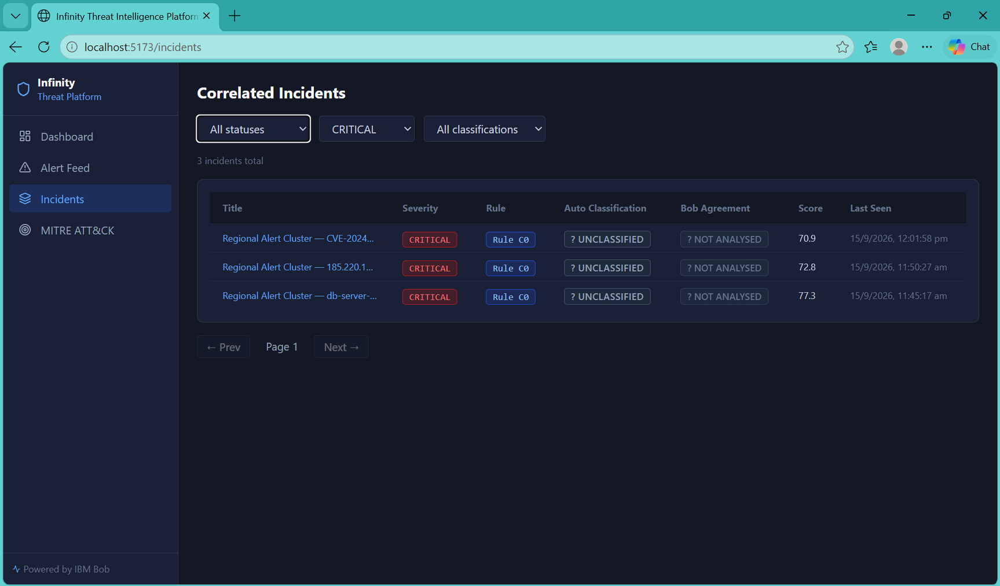 Infinity Threat Intelligence Platform
localhost:5173/incidents
Chat
Infinity
Threat Platform
Dashboard
Alert Feed
Incidents
MITRE ATT&CK
Powered by IBM Bob
Correlated Incidents
All statuses CRITICAL All classifications
3 incidents total
Title Severity Rule Auto Classification Bob Agreement Score Last Seen
Regional Alert Cluster — CVE-2024... CRITICAL Rule C0 ? UNCLASSIFIED ? NOT ANALYSED 70.9 15/9/2026, 12:01:58 pm
Regional Alert Cluster — 185.220.1... CRITICAL Rule C0 ? UNCLASSIFIED ? NOT ANALYSED 72.8 15/9/2026, 11:50:27 am
Regional Alert Cluster — db-server-... CRITICAL Rule C0 ? UNCLASSIFIED ? NOT ANALYSED 77.3 15/9/2026, 11:45:17 am
← Prev Page 1 Next →